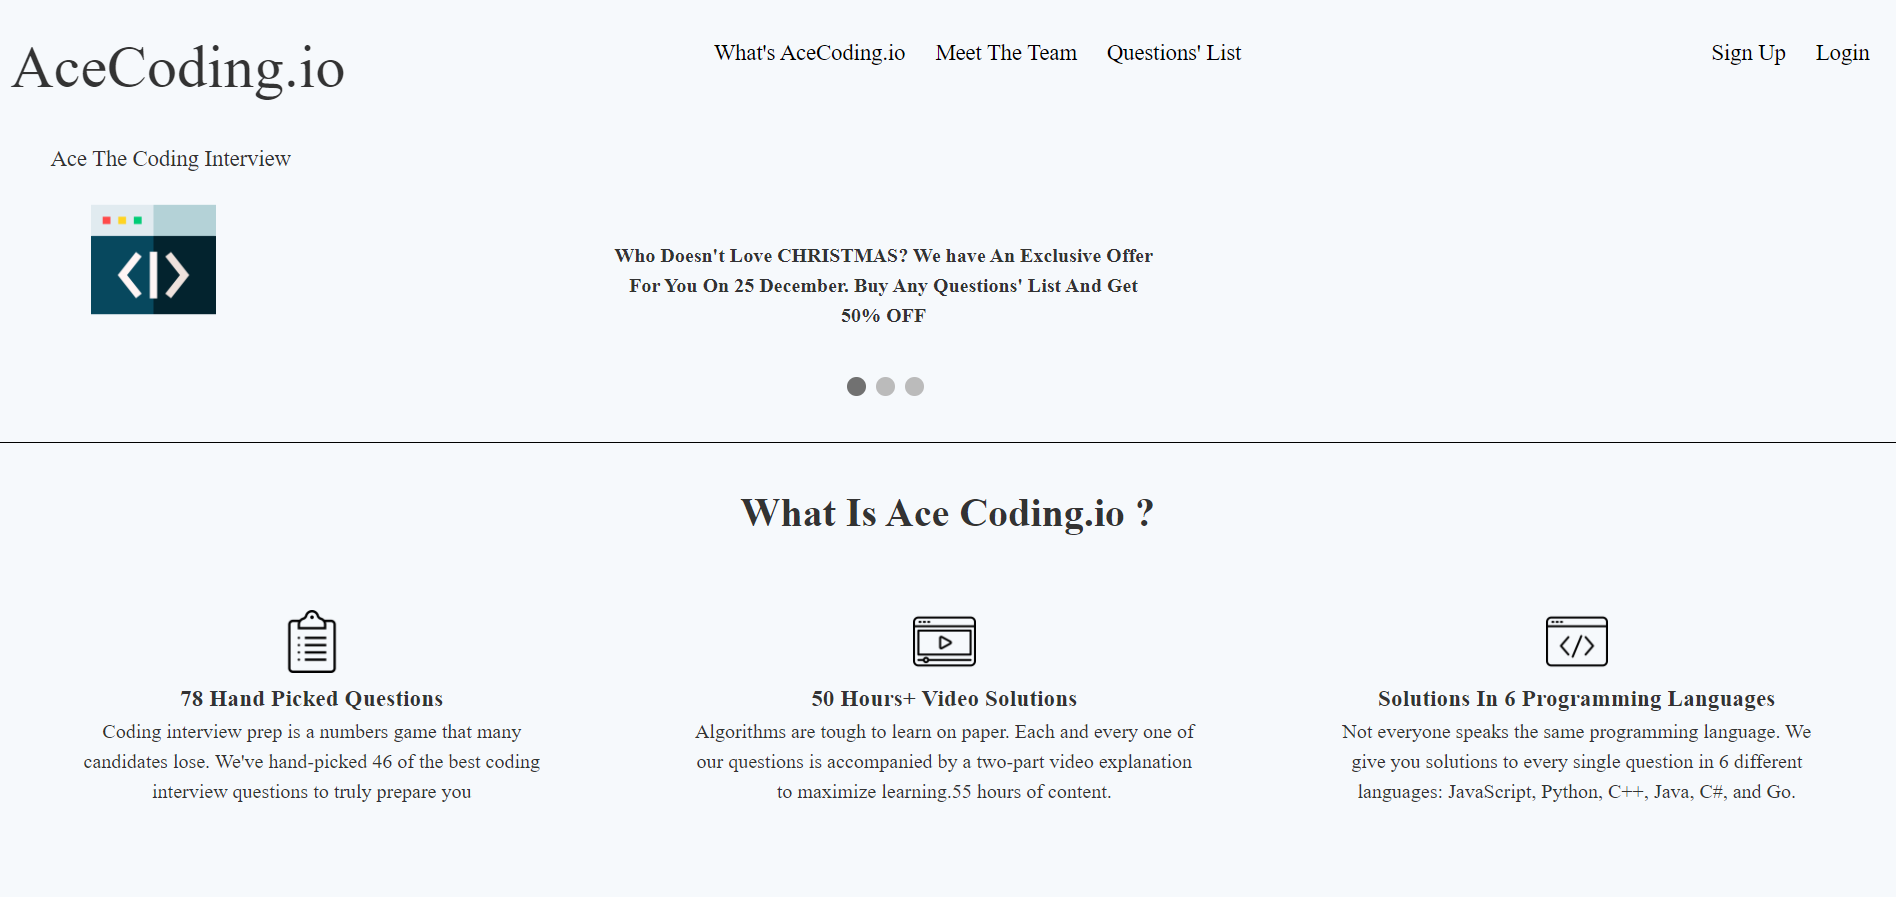 AceCoding.io
What's AceCoding.io
Meet The Team
Questions' List
Sign Up
Login
Ace The Coding Interview
Who Doesn't Love CHRISTMAS? We have An Exclusive Offer
For You On 25 December. Buy Any Questions' List And Get
50% OFF
What Is Ace Coding.io ?
78 Hand Picked Questions
Coding interview prep is a numbers game that many
candidates lose. We've hand-picked 46 of the best coding
interview questions to truly prepare you
50 Hours+ Video Solutions
Algorithms are tough to learn on paper. Each and every one of
our questions is accompanied by a two-part video explanation
to maximize learning.55 hours of content.
Solutions In 6 Programming Languages
Not everyone speaks the same programming language. We
give you solutions to every single question in 6 different
languages: JavaScript, Python, C++, Java, C#, and Go.